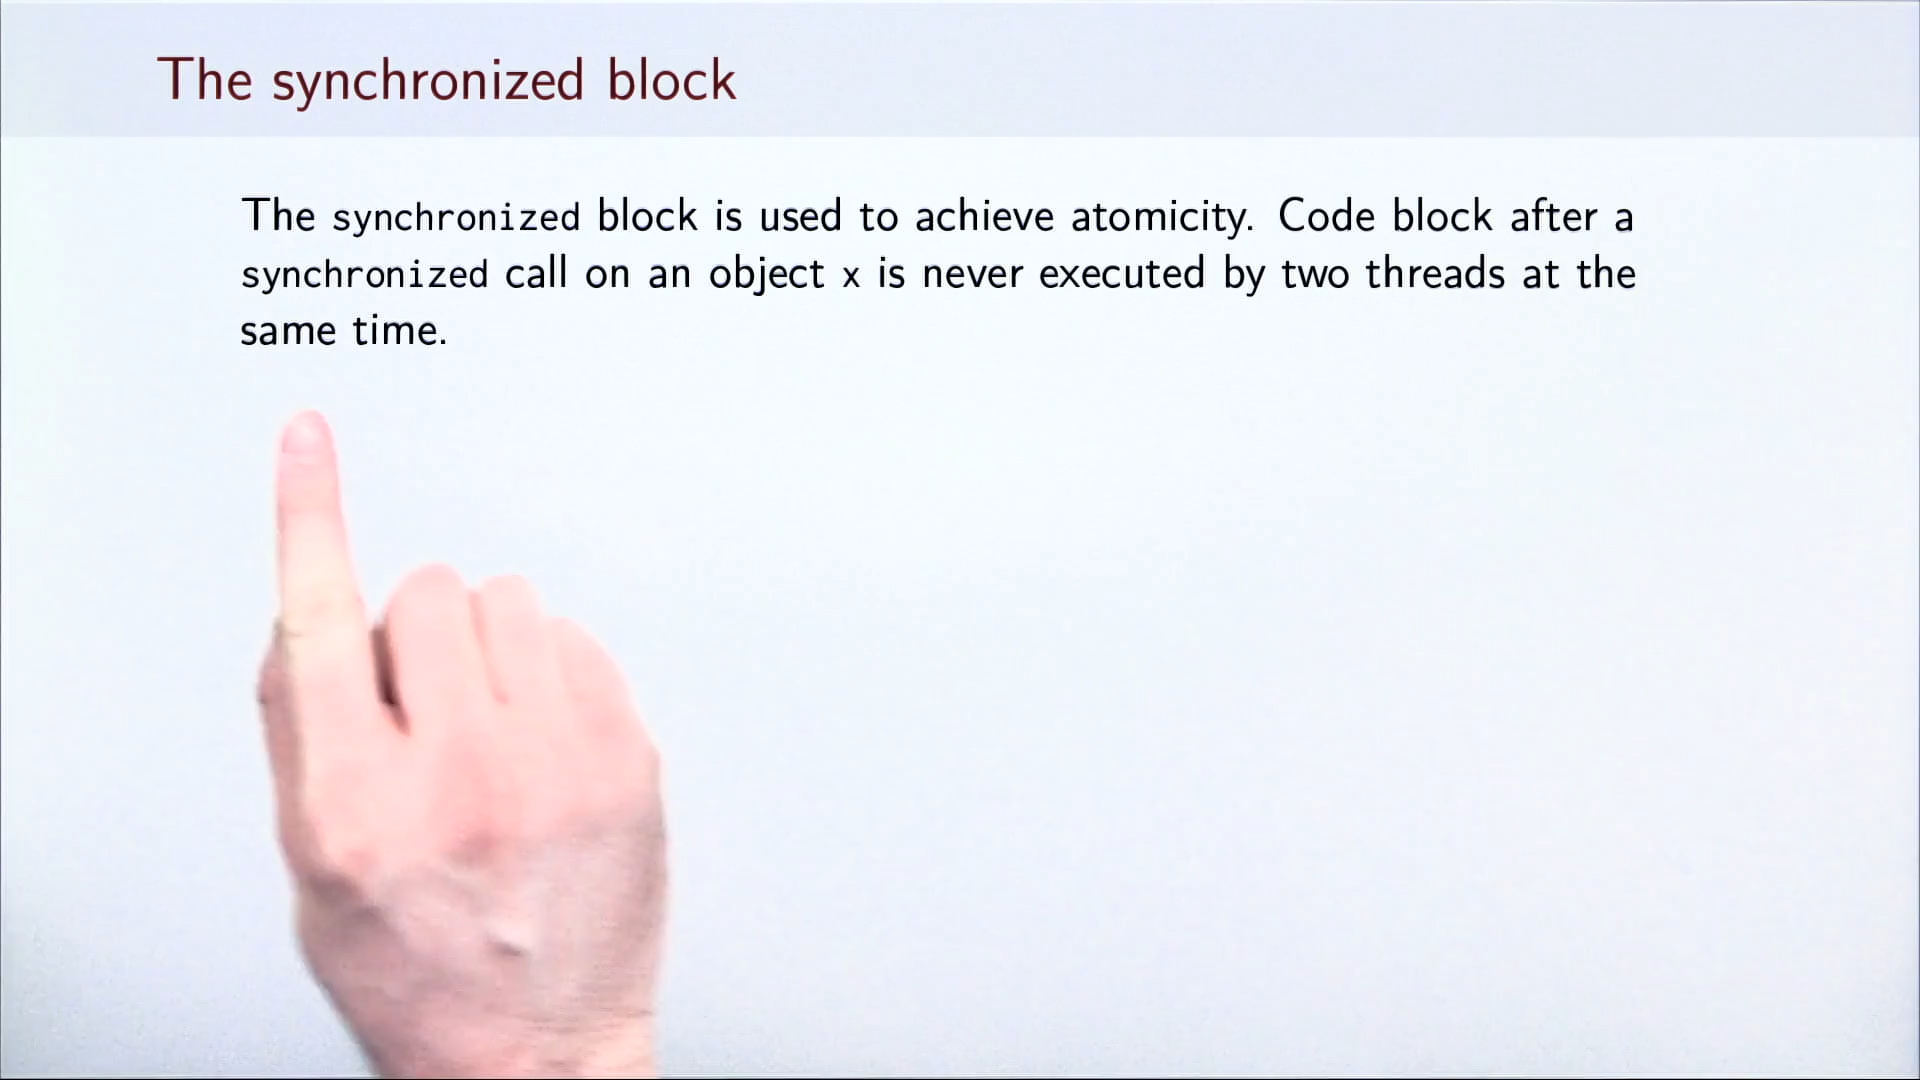 The synchronized block
The synchronized block is used to achieve atomicity. Code block after a
synchronized call on an object x is never executed by two threads at the
same time.